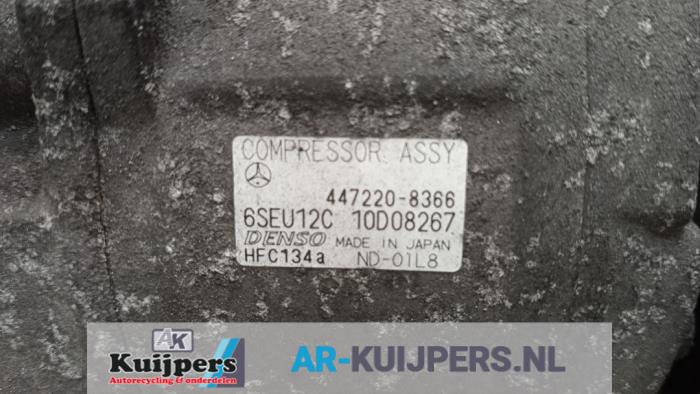 COMPRESSOR ASSY
447220-8366
6SEU12C 10D08267
DENSO MADE IN JAPAN
HFC134a ND-OIL8
AK
Kuijpers
Autorecycling & onderdelen
AR-KUIJPERS.NL